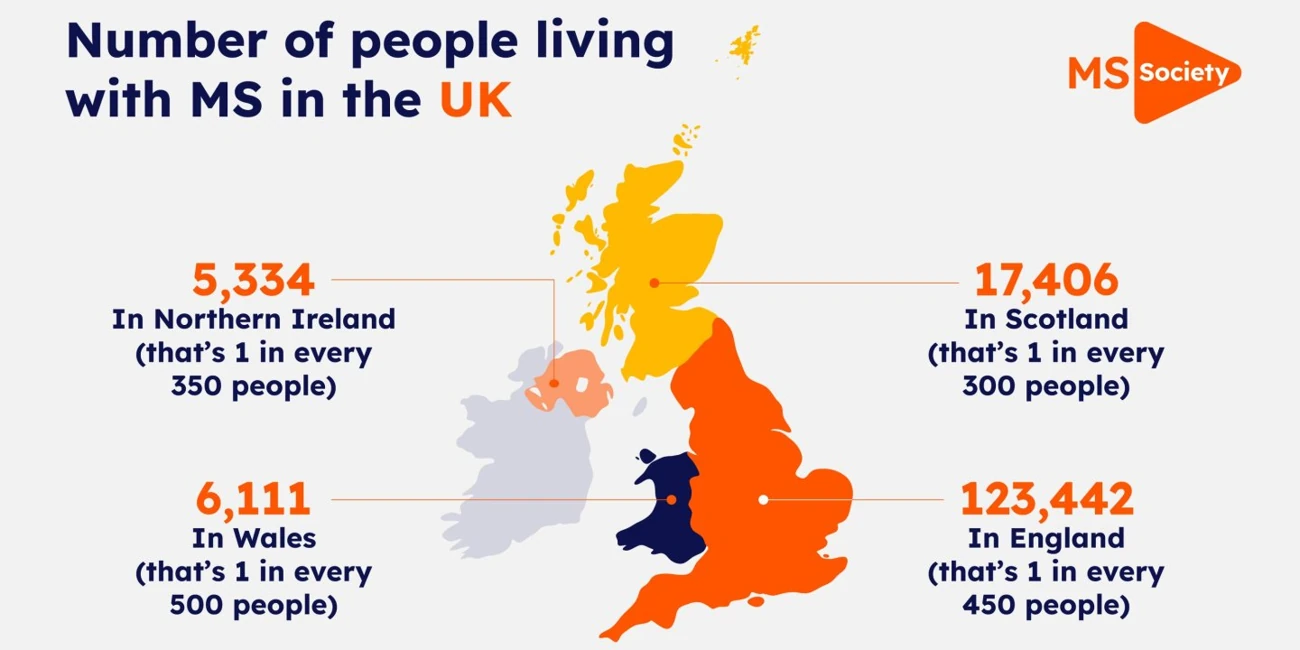 Number of people living
with MS in the UK
MS Society
5,334
In Northern Ireland
(that's 1 in every
350 people)
17,406
In Scotland
(that's 1 in every
300 people)
6,111
In Wales
(that's 1 in every
500 people)
123,442
In England
(that's 1 in every
450 people)